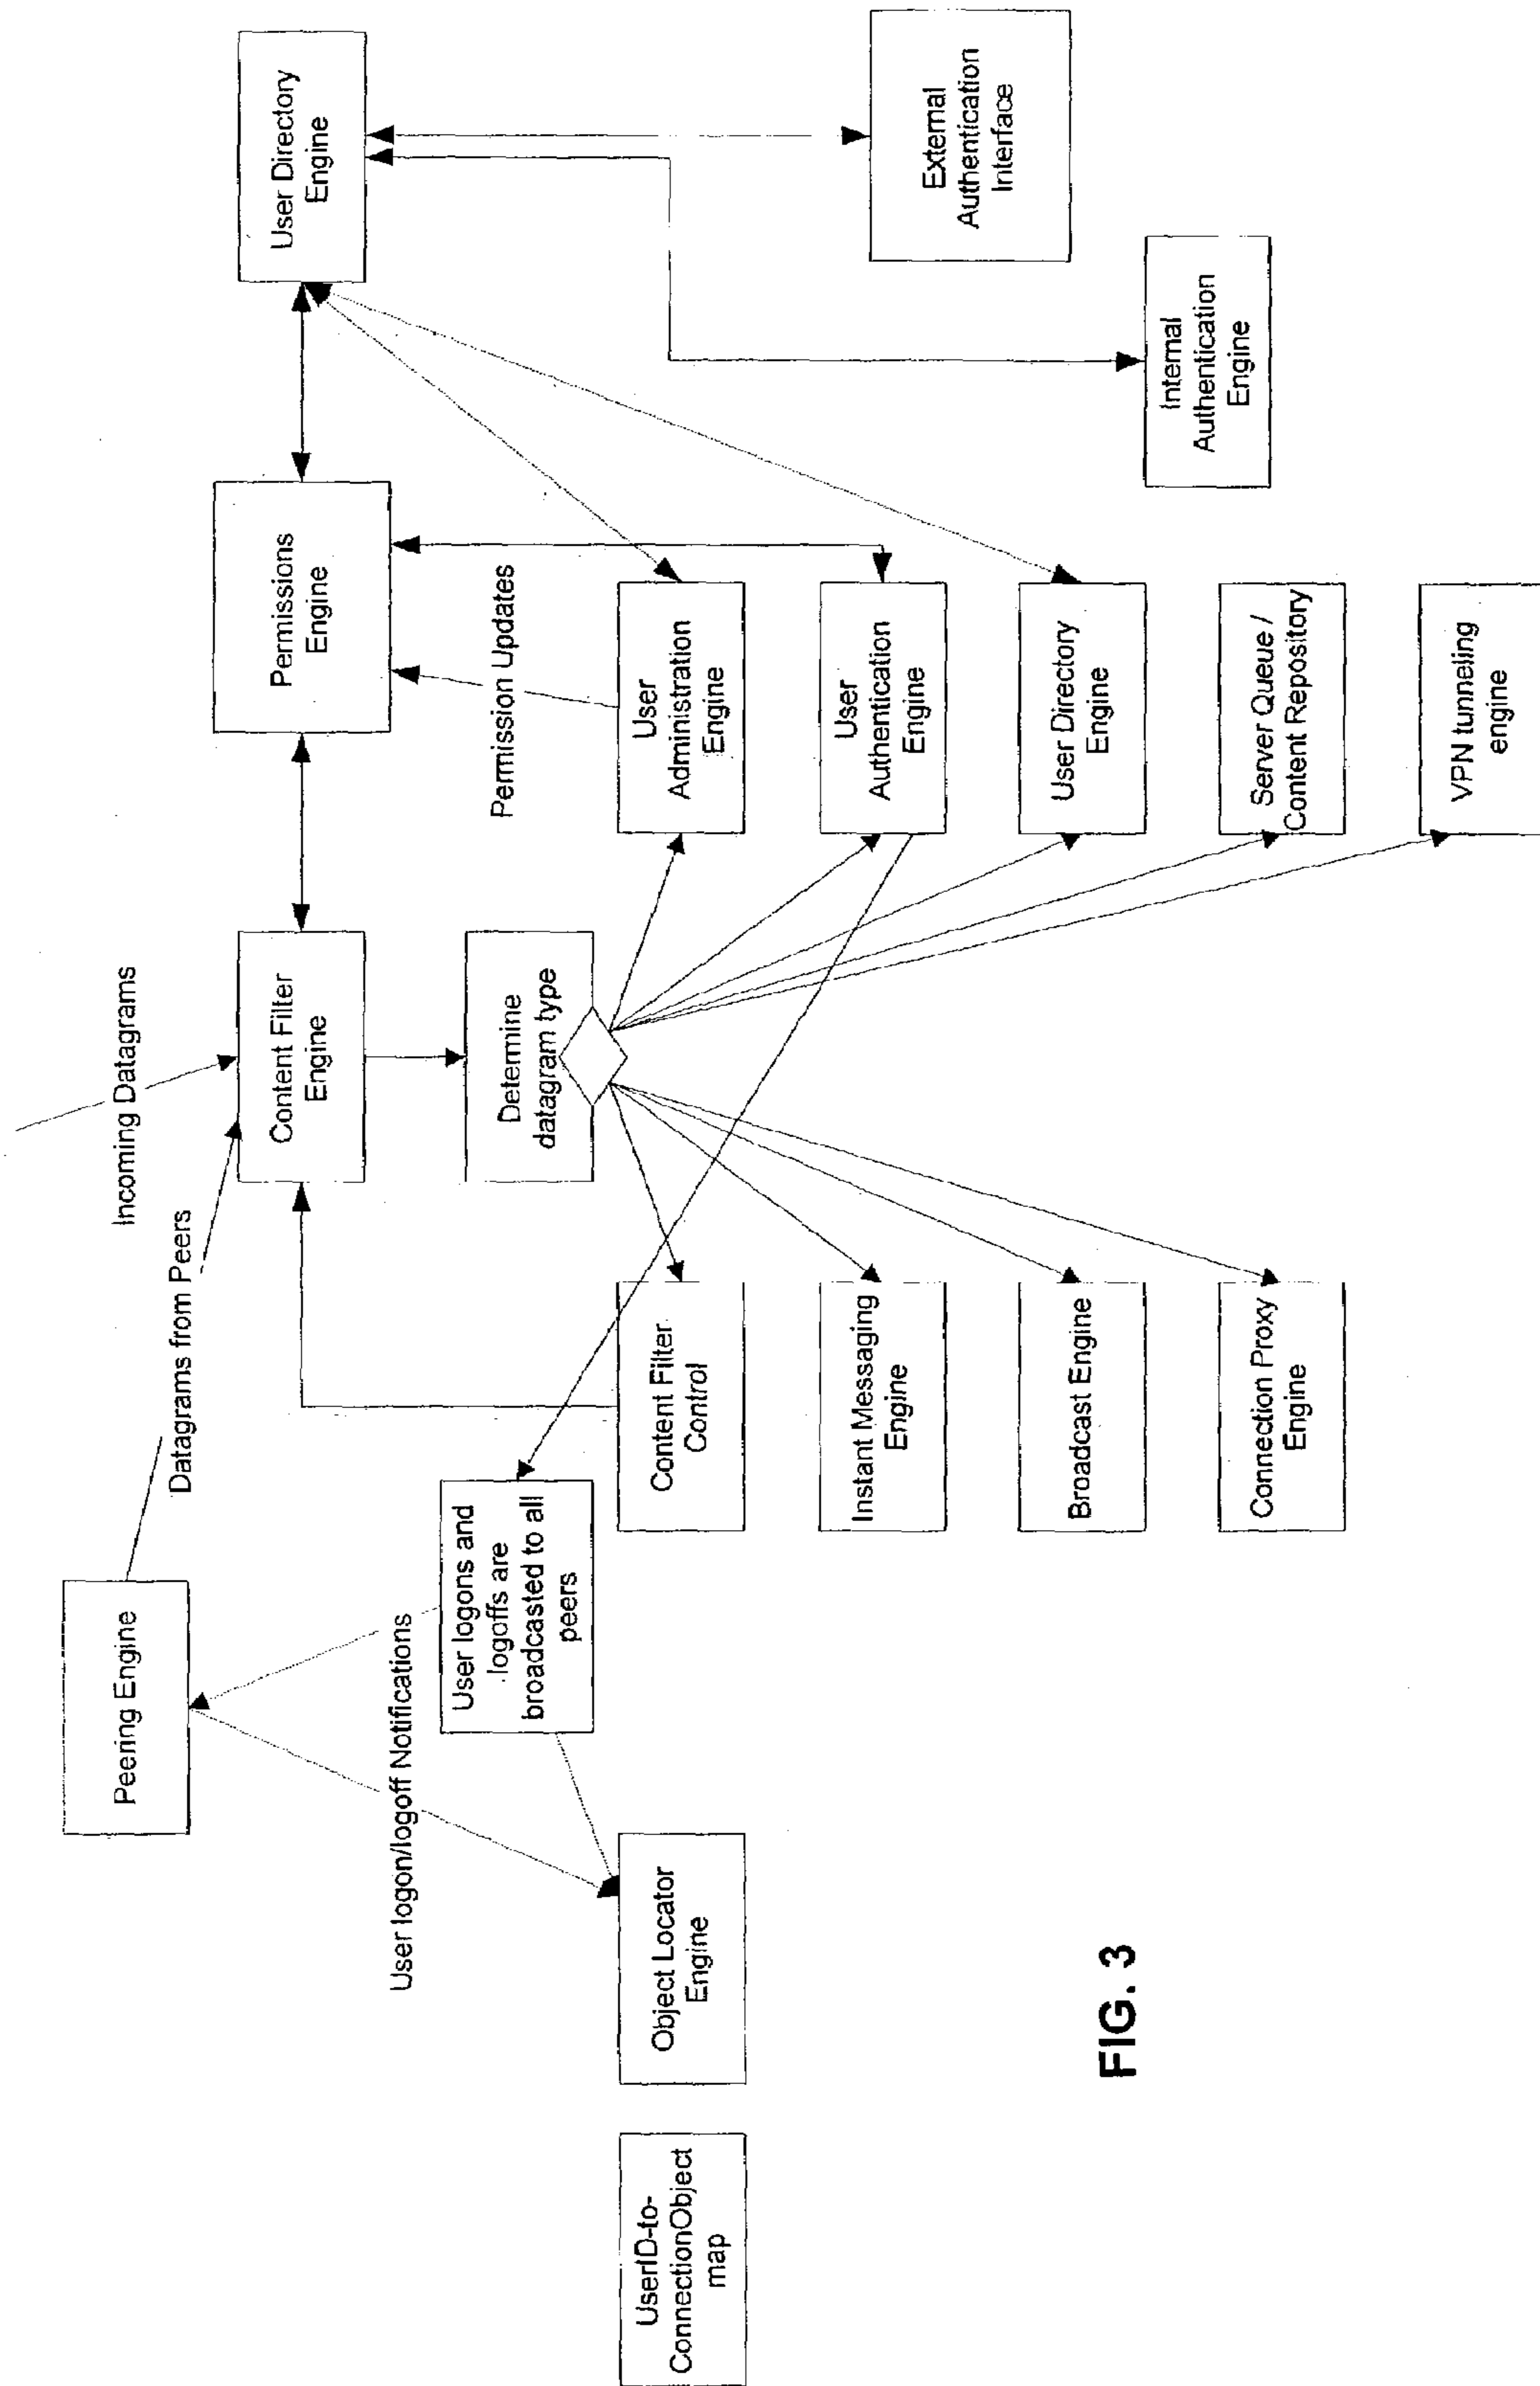 Incoming Datagrams
Peering Engine
Datagrams from Peers
Content Filter
Engine
Permissions
Engine
User Directory
Engine
User logon/logoff Notifications
User logons and
logoffs are
broadcasted to all
peers
Determine
datagram type
Permission Updates
UserID-to-
ConnectionObject
map
Object Locator
Engine
Content Filter
Control
User
Administration
Engine
Instant Messaging
Engine
User
Authentication
Engine
External
Authentication
Interface
Broadcast Engine
User Directory
Engine
Internal
Authentication
Engine
Connection Proxy
Engine
Server Queue /
Content Repository
VPN tunneling
engine
FIG. 3